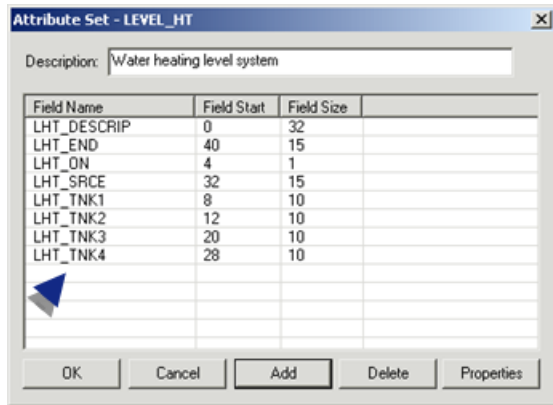 Attribute Set - LEVEL_HT
Description: Water heating level system
Field Name Field Start Field Size
LHT_DESCRIP 0 32
LHT_END 40 15
LHT_ON 4 1
LHT_SRCE 32 15
LHT_TNK1 8 10
LHT_TNK2 12 10
LHT_TNK3 20 10
LHT_TNK4 28 10
OK Cancel Add Delete Properties